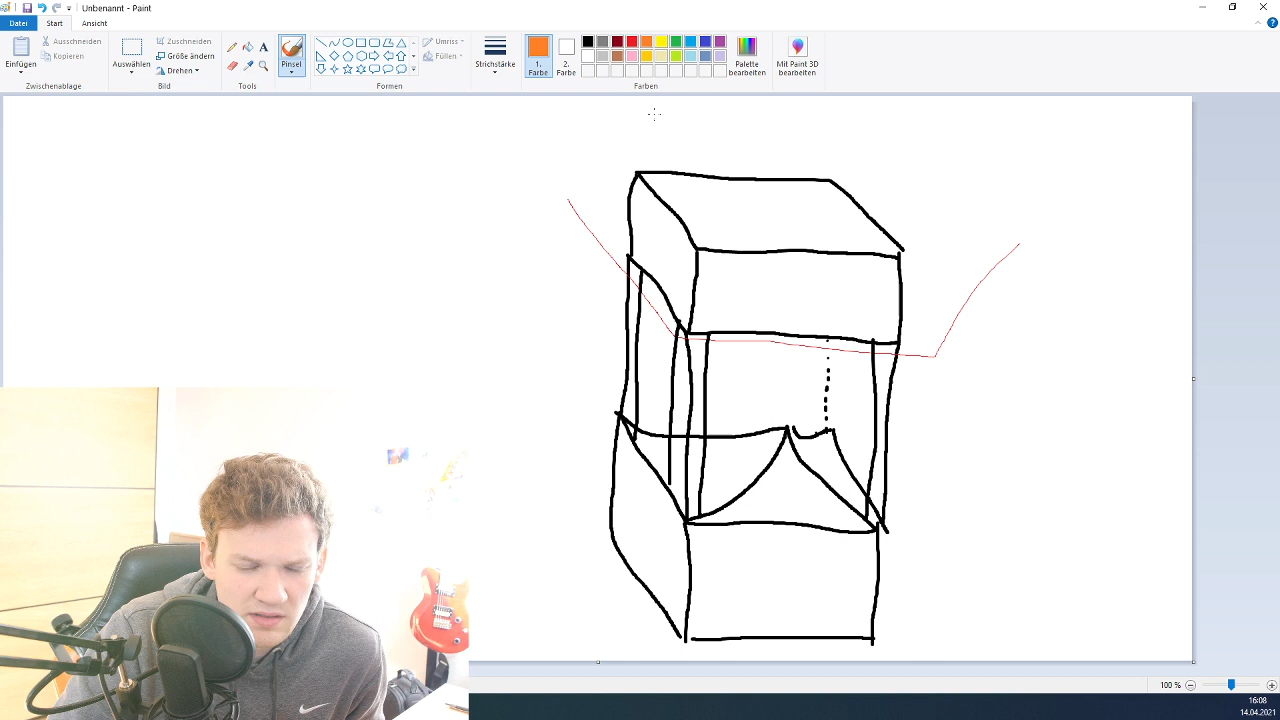 Unbenannt - Paint
Datei Start Ansicht
Einfügen
Ausschneiden
Kopieren
Zwischenablage
Auswählen
Zuschneiden
Größe ändern
Drehen
Bild
Tools
Pinsel
Formen
Umriss
Füllen
Strichstärke
1.
Farbe
2.
Farbe
Farben
Palette
bearbeiten
Mit Paint 3D
bearbeiten
100 %
16:08
14.04.2021